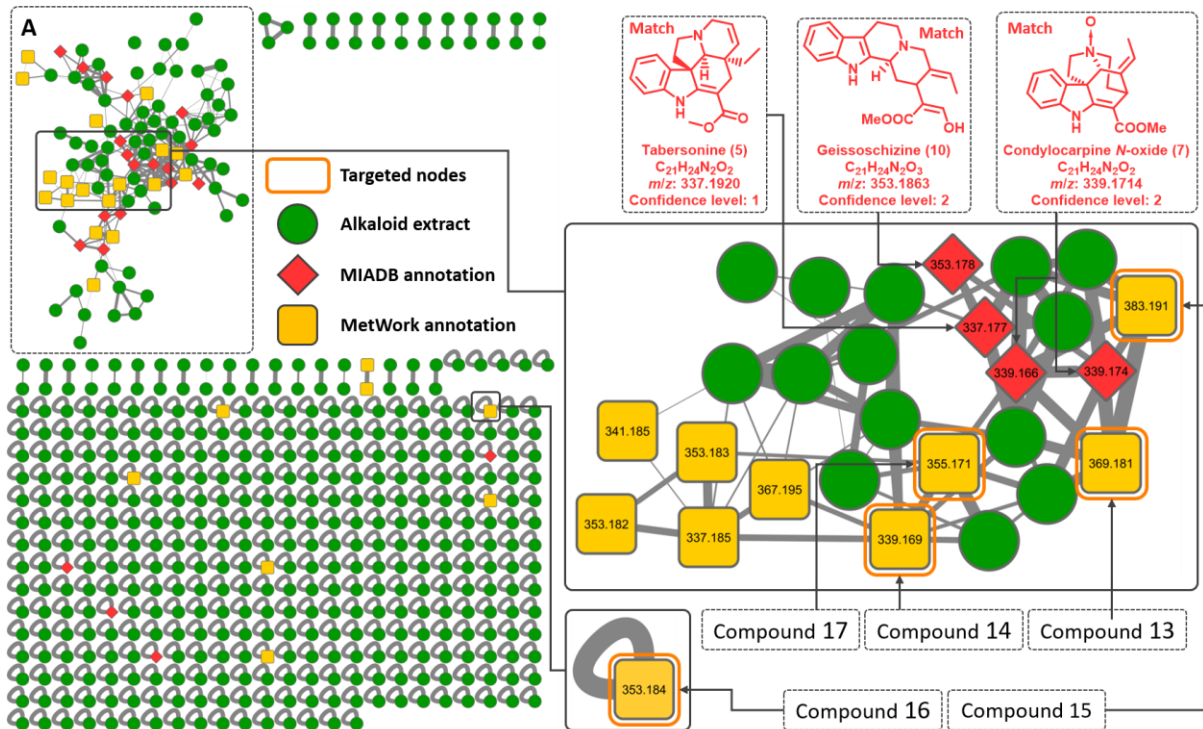 A
Targeted nodes
Alkaloid extract
MIADB annotation
MetWork annotation
Match
N
H
N
H
O
O
Tabersonine (5)
C₂₁H₂₄N₂O₂
m/z: 337.1920
Confidence level: 1
Match
N
N
H
H
MeOOC
OH
Geissoschizine (10)
C₂₁H₂₄N₂O₃
m/z: 353.1863
Confidence level: 2
Match
O
N
NH
COOMe
Condylocarpine N-oxide (7)
C₂₁H₂₄N₂O₂
m/z: 339.1714
Confidence level: 2
353.178
337.177
339.166
339.174
383.191
341.185
353.183
367.195
355.171
369.181
353.182
337.185
339.169
Compound 17
Compound 14
Compound 13
353.184
Compound 16
Compound 15